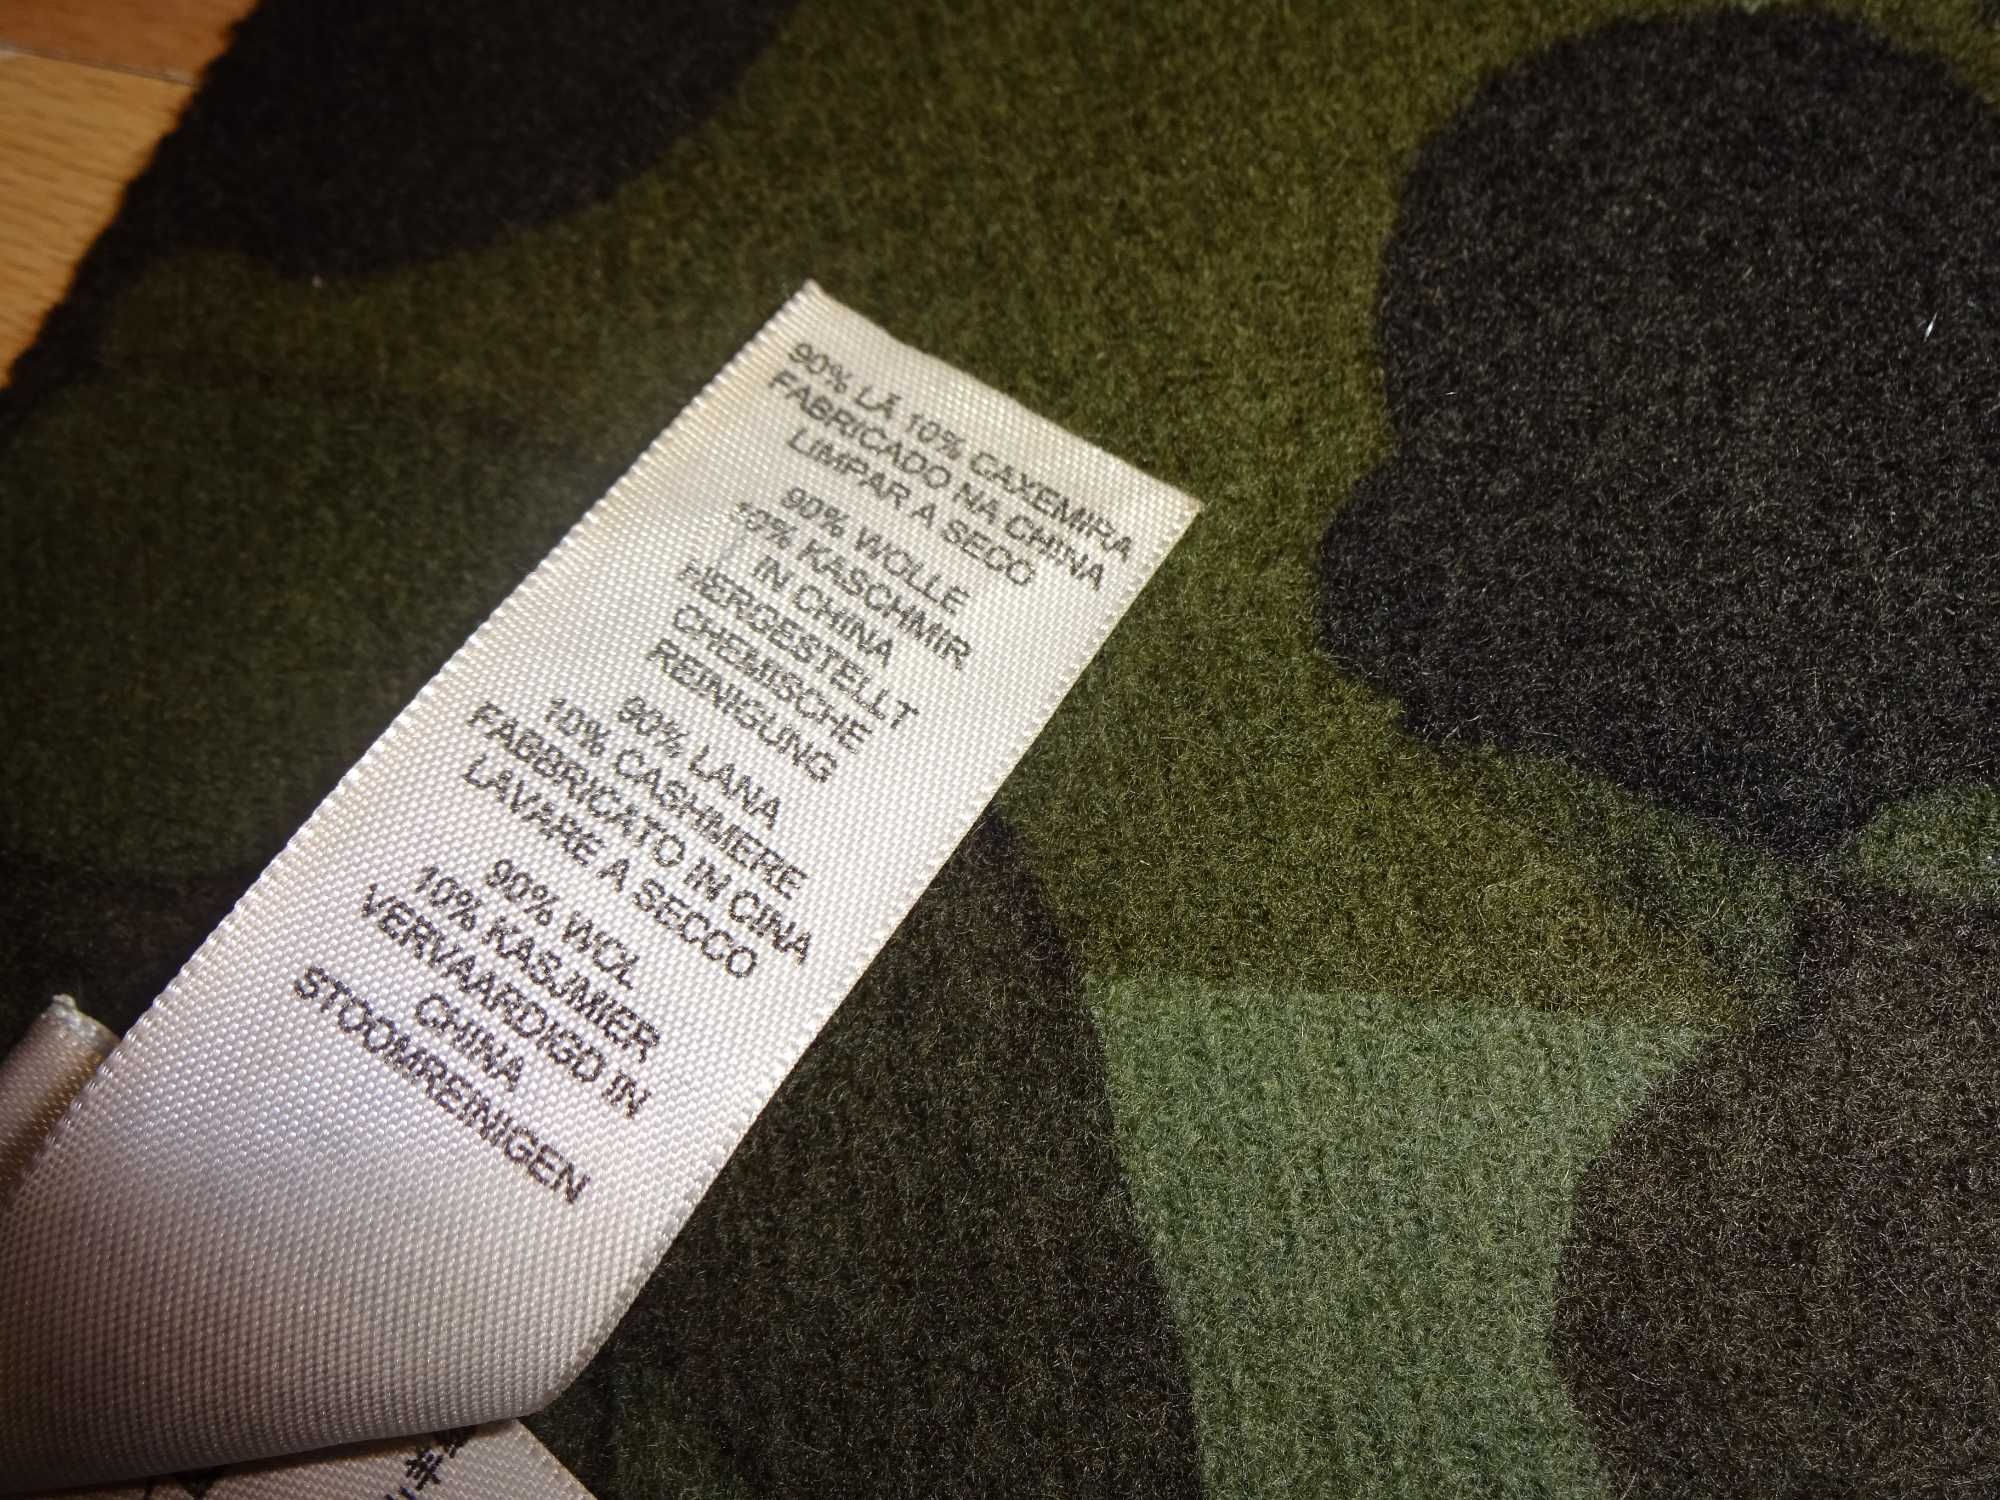 90% LÃ 10% CAXEMIRA
FABRICADO NA CHINA
LIMPAR A SECO
90% WOLLE
10% KASCHMIR
IN CHINA
HERGESTELLT
CHEMISCHE
REINIGUNG
90% LANA
10% CASHMERE
FABBRICATO IN CINA
LAVARE A SECCO
90% WOL
10% KASJMIER
VERVAARDIGD IN
CHINA
STOOMREINIGEN